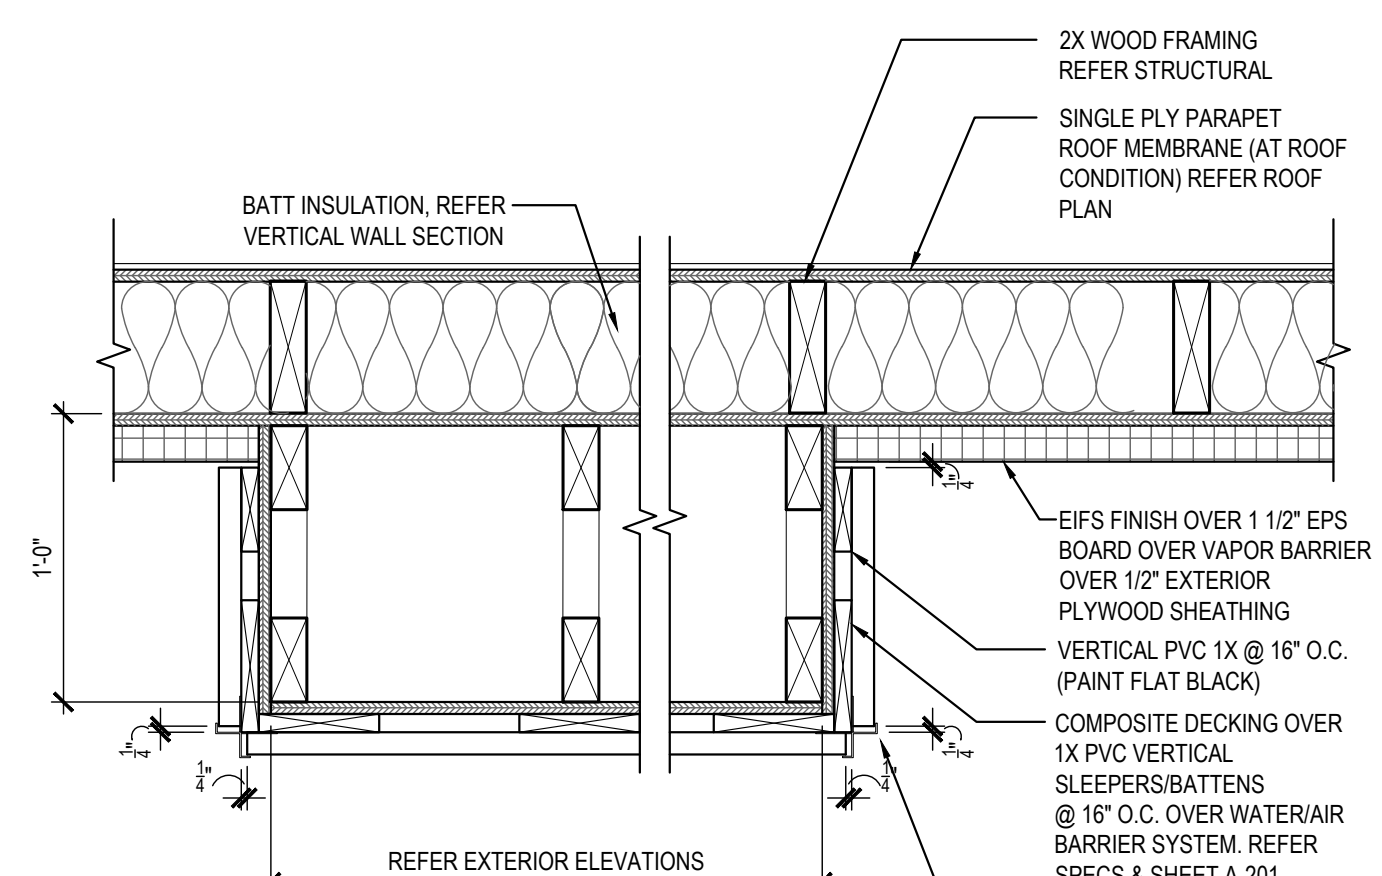 2X WOOD FRAMING
REFER STRUCTURAL
SINGLE PLY PARAPET
ROOF MEMBRANE (AT ROOF
CONDITION) REFER ROOF
PLAN
BATT INSULATION, REFER
VERTICAL WALL SECTION
1'-0"
1/4"
EIFS FINISH OVER 1 1/2" EPS
BOARD OVER VAPOR BARRIER
OVER 1/2" EXTERIOR
PLYWOOD SHEATHING
VERTICAL PVC 1X @ 16" O.C.
(PAINT FLAT BLACK)
COMPOSITE DECKING OVER
1X PVC VERTICAL
SLEEPERS/BATTENS
@ 16" O.C. OVER WATER/AIR
BARRIER SYSTEM. REFER
SPECS & SHEET A.201
1/4"
1/4"
1/4"
1/4"
REFER EXTERIOR ELEVATIONS